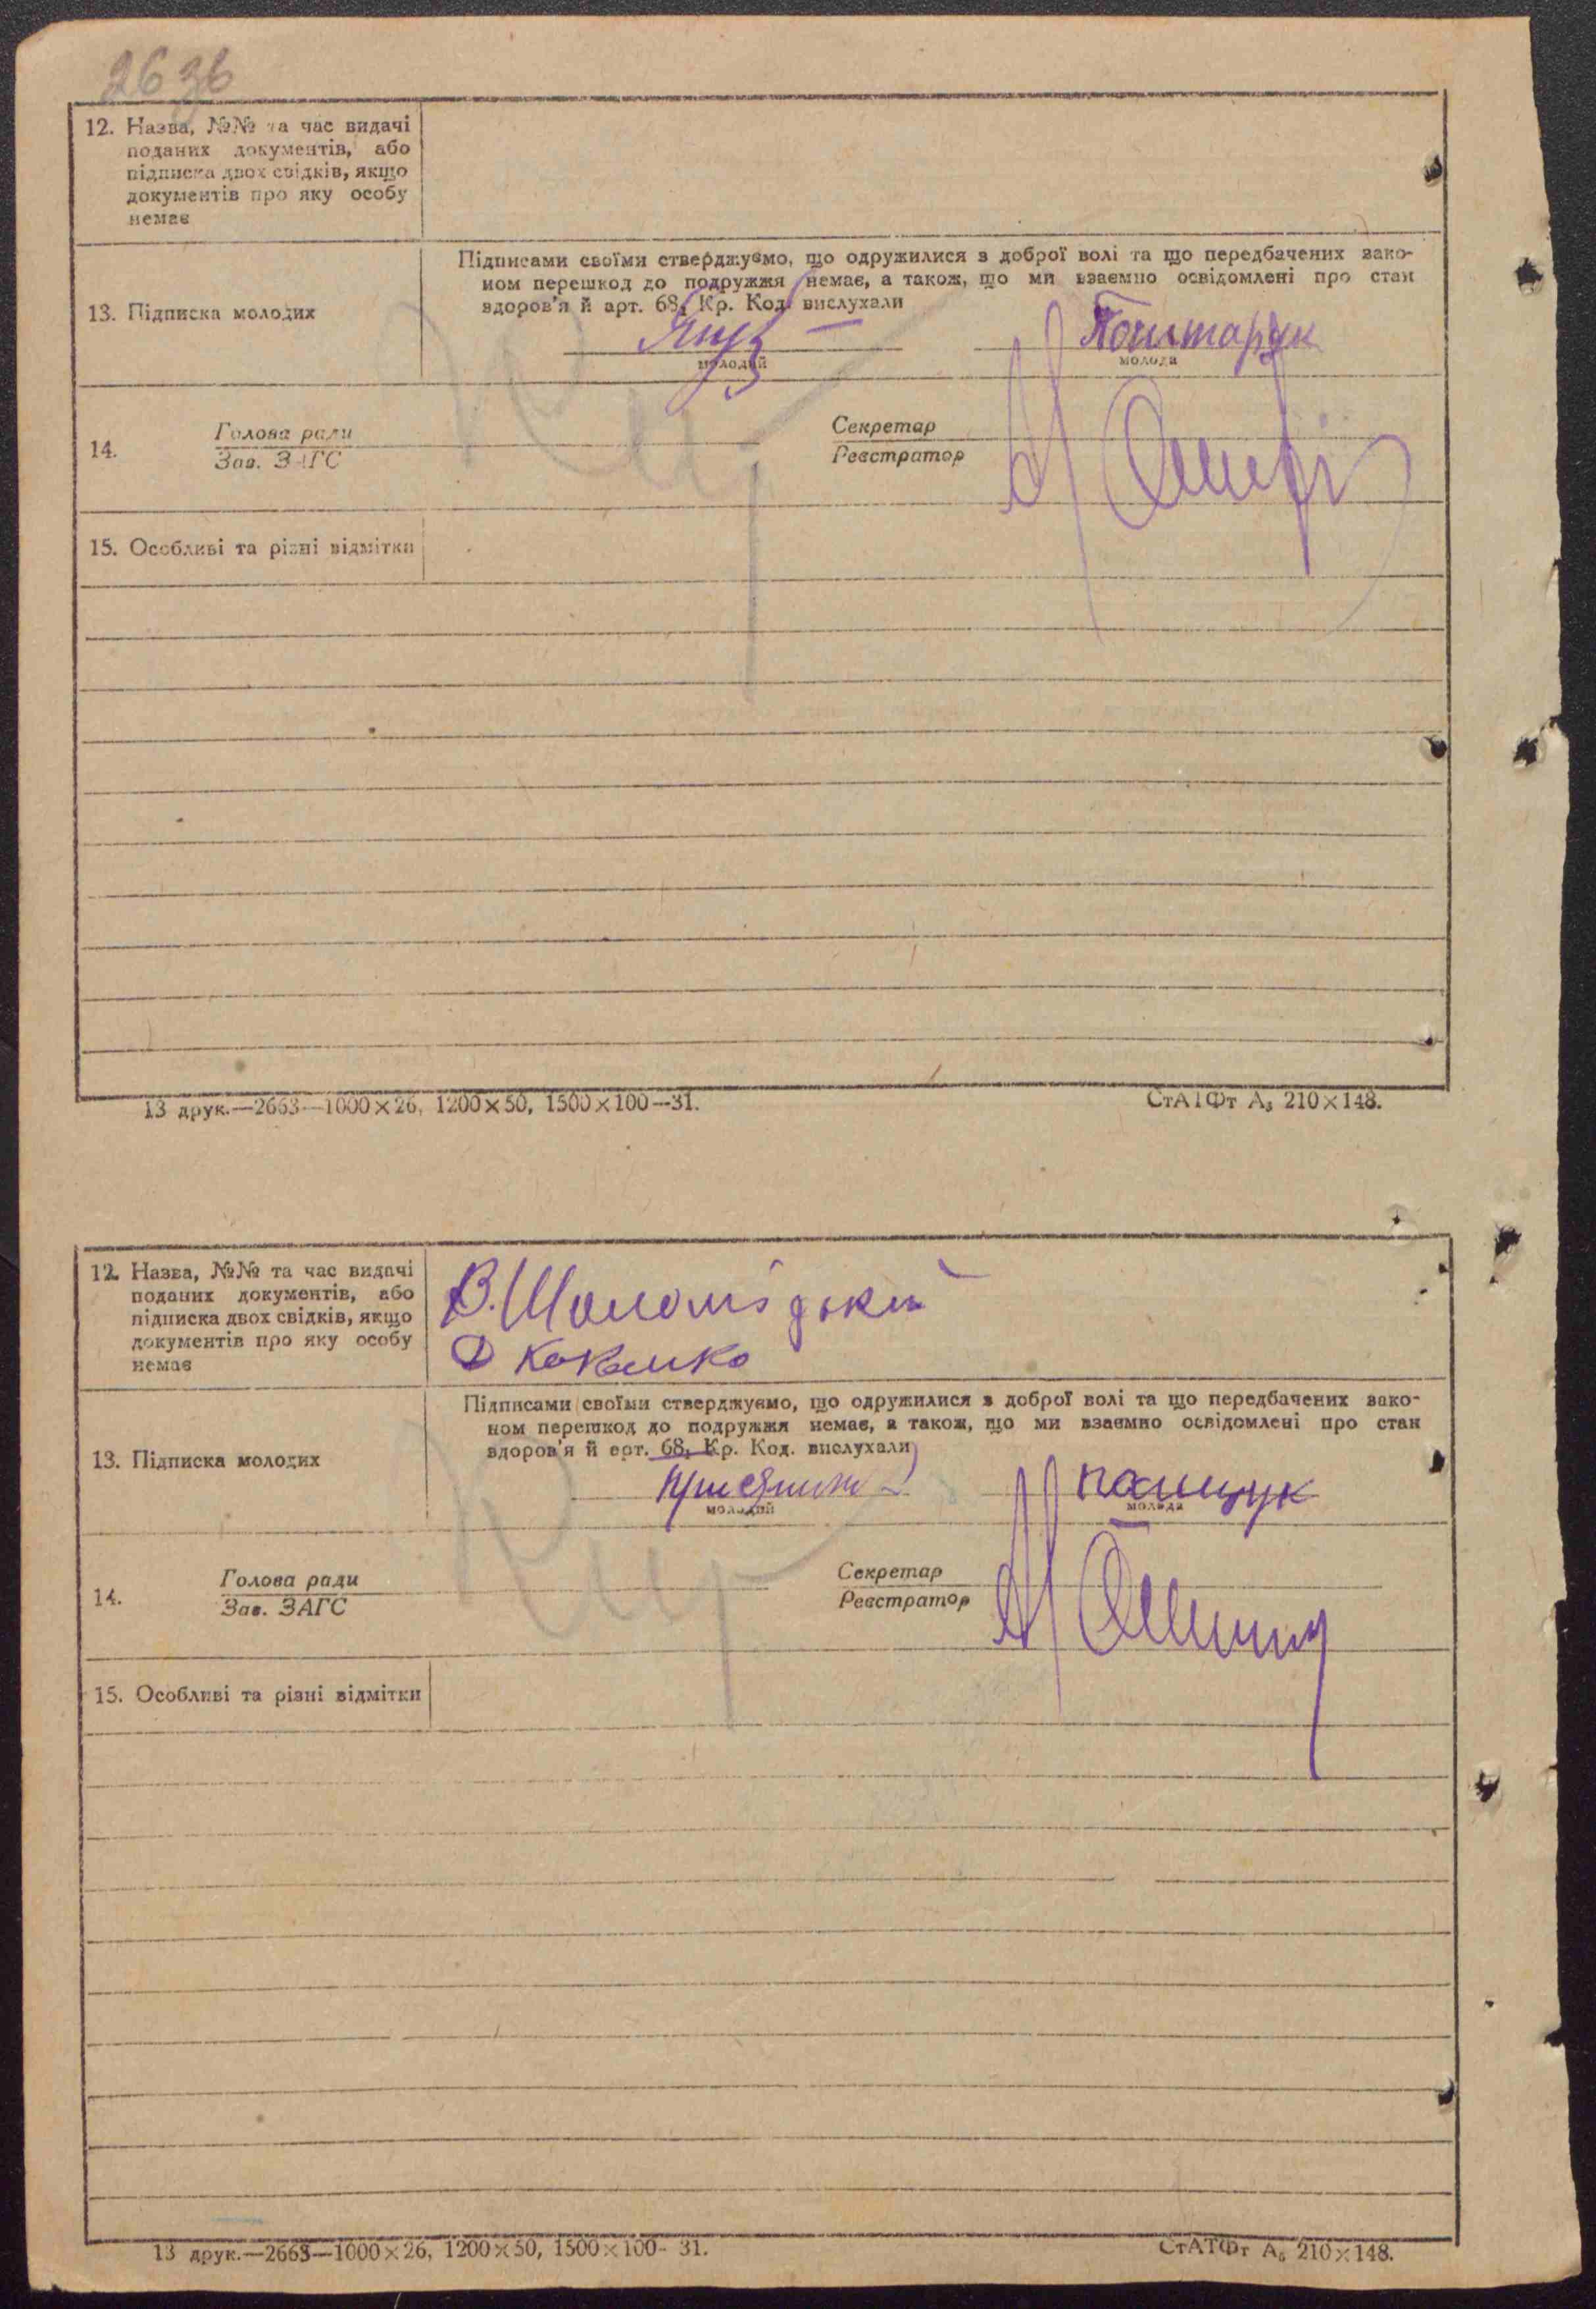 263б
12. Назва, №№ та час видачі
поданих документів, або
підписка двох свідків, якщо
документів про яку особу
немає
13. Підписка молодих
Підписами своїми стверджуємо, що одружилися з доброї волі та що передбачених зако-
ном перешкод до подружжя немає, а також, що ми взаємно освідомлені про стан
здоров'я й арт. 68, Кр. Код. вислухали
Поштарук
молодий
молода
14.
Голова ради
Зав. ЗАГС
Секретар
Реєстратор
15. Особливі та різні відмітки
13 друк.—2663—1000×26, 1200×50, 1500×100—31.
СтАТФт А₅ 210×148.
12. Назва, №№ та час видачі
поданих документів, або
підписка двох свідків, якщо
документів про яку особу
немає
В.
Д Коваленко
13. Підписка молодих
Підписами своїми стверджуємо, що одружилися з доброї волі та що передбачених зако-
ном перешкод до подружжя немає, а також, що ми взаємно освідомлені про стан
здоров'я й арт. 68, Кр. Код. вислухали
Пащук
молодий
молода
14.
Голова ради
Зав. ЗАГС
Секретар
Реєстратор
15. Особливі та різні відмітки
13 друк.—2663—1000×26, 1200×50, 1500×100- 31.
СтАТФт А₅ 210×148.